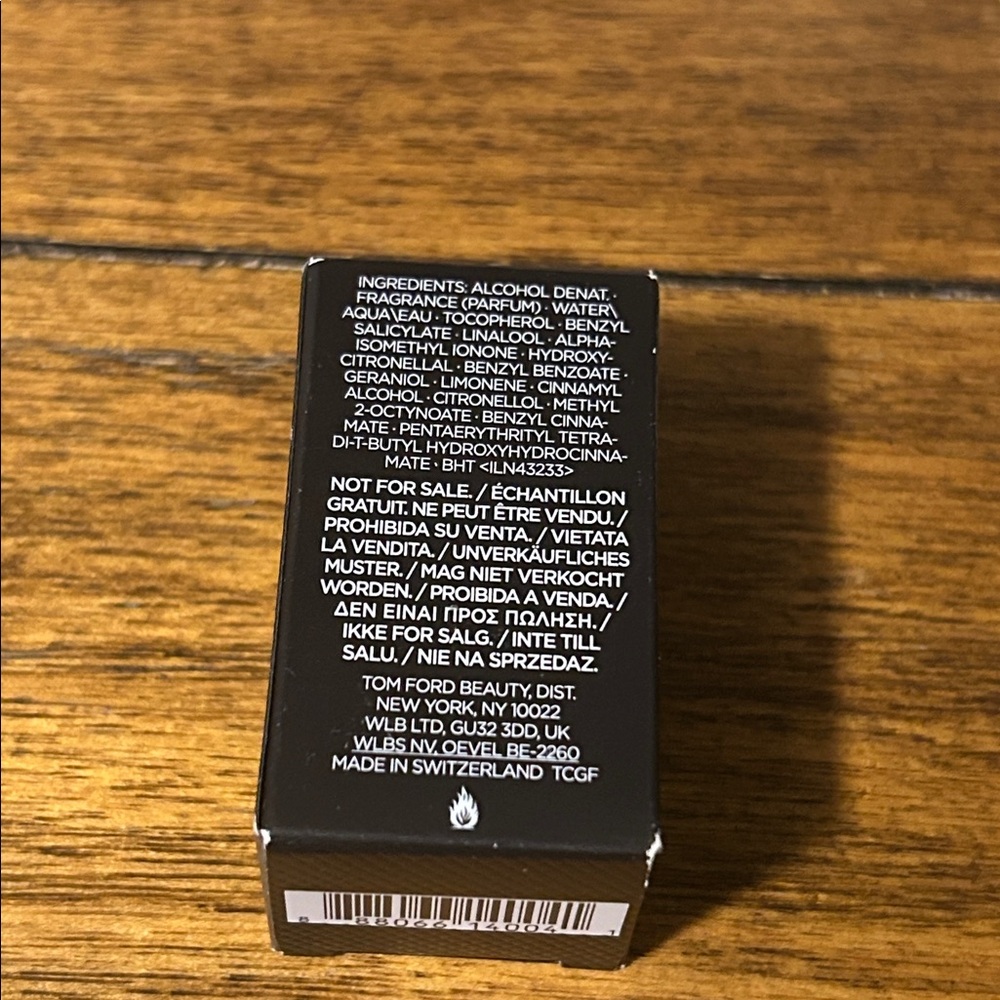 INGREDIENTS: ALCOHOL DENAT. ·
FRAGRANCE (PARFUM) · WATER\
AQUA\EAU · TOCOPHEROL · BENZYL
SALICYLATE · LINALOOL · ALPHA-
ISOMETHYL IONONE · HYDROXY-
CITRONELLAL · BENZYL BENZOATE ·
GERANIOL · LIMONENE · CINNAMYL
ALCOHOL · CITRONELLOL · METHYL
2-OCTYNOATE · BENZYL CINNA-
MATE · PENTAERYTHRITYL TETRA-
DI-T-BUTYL HYDROXYHYDROCINNA-
MATE · BHT <ILN43233>
NOT FOR SALE. / ÉCHANTILLON
GRATUIT. NE PEUT ÊTRE VENDU. /
PROHIBIDA SU VENTA. / VIETATA
LA VENDITA. / UNVERKÄUFLICHES
MUSTER. / MAG NIET VERKOCHT
WORDEN. / PROIBIDA A VENDA. /
ΔΕΝ ΕΙΝΑΙ ΠΡΟΣ ΠΩΛΗΣΗ. /
IKKE FOR SALG. / INTE TILL
SALU. / NIE NA SPRZEDAZ.
TOM FORD BEAUTY, DIST.
NEW YORK, NY 10022
WLB LTD, GU32 3DD, UK
WLBS NV, OEVEL BE-2260
MADE IN SWITZERLAND TCGF
8 88066 14004 1